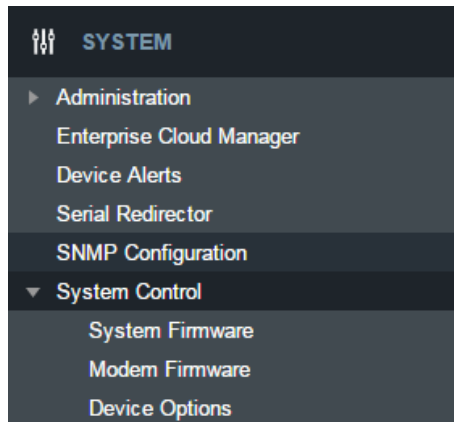 SYSTEM
Administration
Enterprise Cloud Manager
Device Alerts
Serial Redirector
SNMP Configuration
System Control
System Firmware
Modem Firmware
Device Options